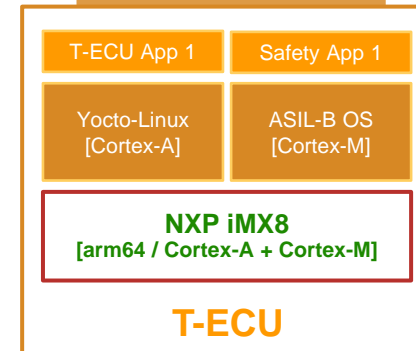 T-ECU App 1
Safety App 1
Yocto-Linux
[Cortex-A]
ASIL-B OS
[Cortex-M]
NXP iMX8
[arm64 / Cortex-A + Cortex-M]
T-ECU